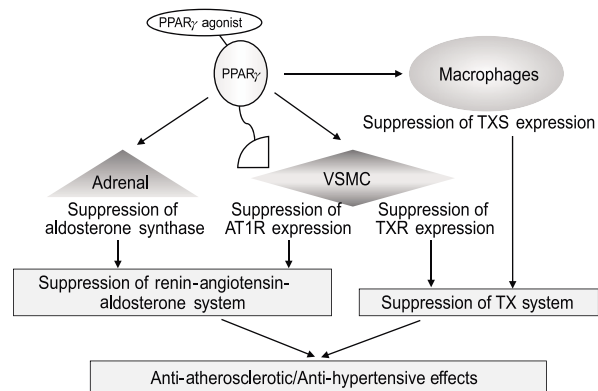 PPARγ agonist
PPARγ
Macrophages
Suppression of TXS expression
Adrenal
VSMC
Suppression of
aldosterone synthase
Suppression of
AT1R expression
Suppression of
TXR expression
Suppression of renin-angiotensin-
aldosterone system
Suppression of TX system
Anti-atherosclerotic/Anti-hypertensive effects